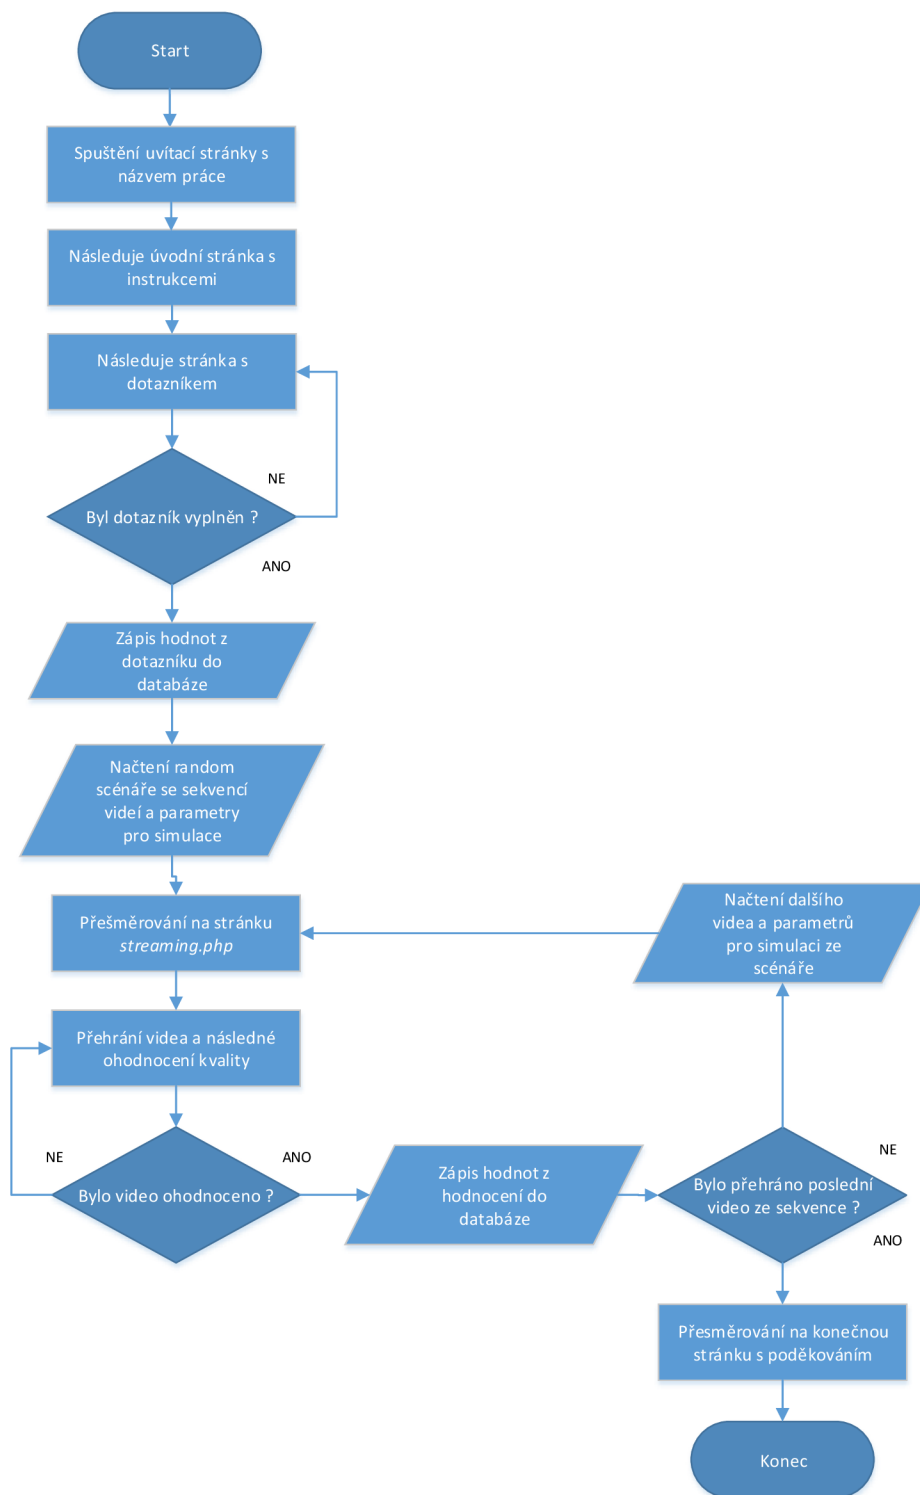 Start
Spuštění uvítací stránky s
názvem práce
Následuje úvodní stránka s
instrukcemi
Následuje stránka s
dotazníkem
NE
Byl dotazník vyplněn ?
ANO
Zápis hodnot z
dotazníku do
databáze
Načtení random
scénáře se sekvencí
videí a parametry
pro simulace
Přešměrování na stránku
streaming.php
Přehrání videa a následné
ohodnocení kvality
NE
ANO
Bylo video ohodnoceno ?
Zápis hodnot z
hodnocení do
databáze
Načtení dalšího
videa a parametrů
pro simulaci ze
scénáře
NE
Bylo přehráno poslední
video ze sekvence ?
ANO
Přesměrování na konečnou
stránku s poděkováním
Konec